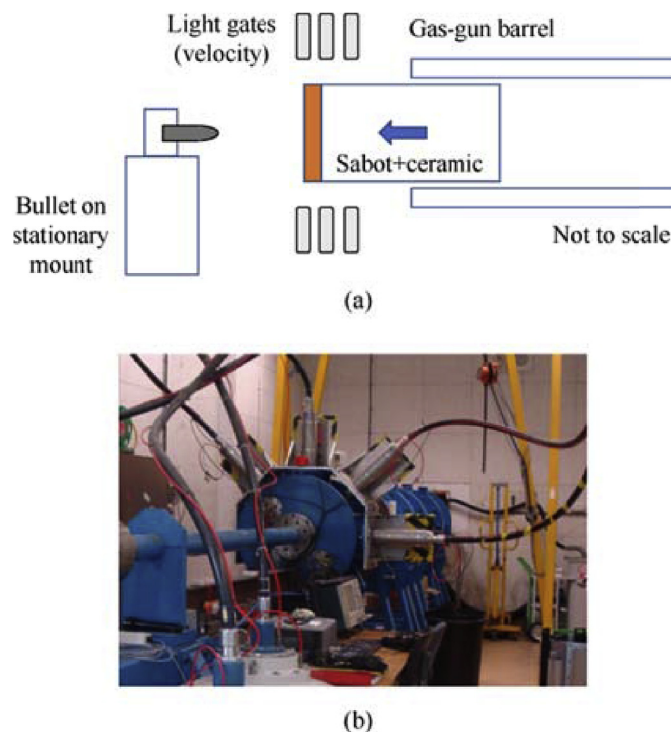 Light gates
(velocity)
Gas-gun barrel
Sabot+ceramic
Bullet on
stationary
mount
Not to scale
(a)
(b)